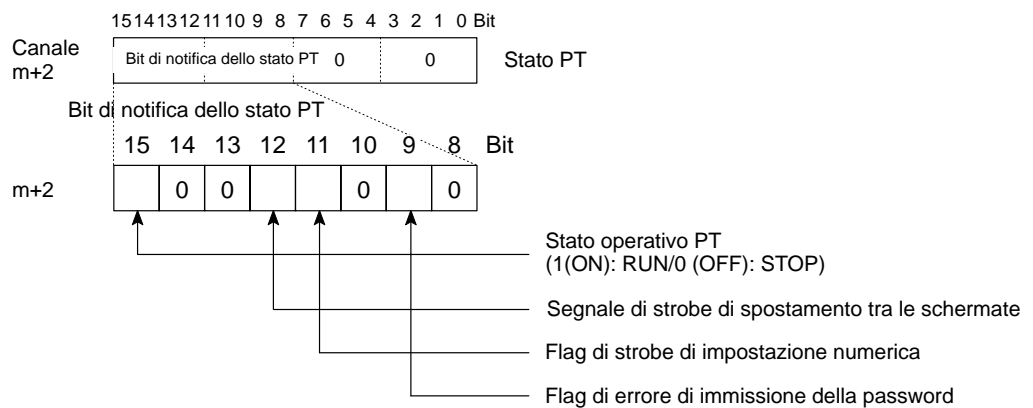 15 14 13 12 11 10 9 8 7 6 5 4 3 2 1 0 Bit
Canale
m+2
Bit di notifica dello stato PT 0 0 Stato PT
Bit di notifica dello stato PT
15 14 13 12 11 10 9 8 Bit
m+2 0 0 0 0
Stato operativo PT
(1(ON): RUN/0 (OFF): STOP)
Segnale di strobe di spostamento tra le schermate
Flag di strobe di impostazione numerica
Flag di errore di immissione della password